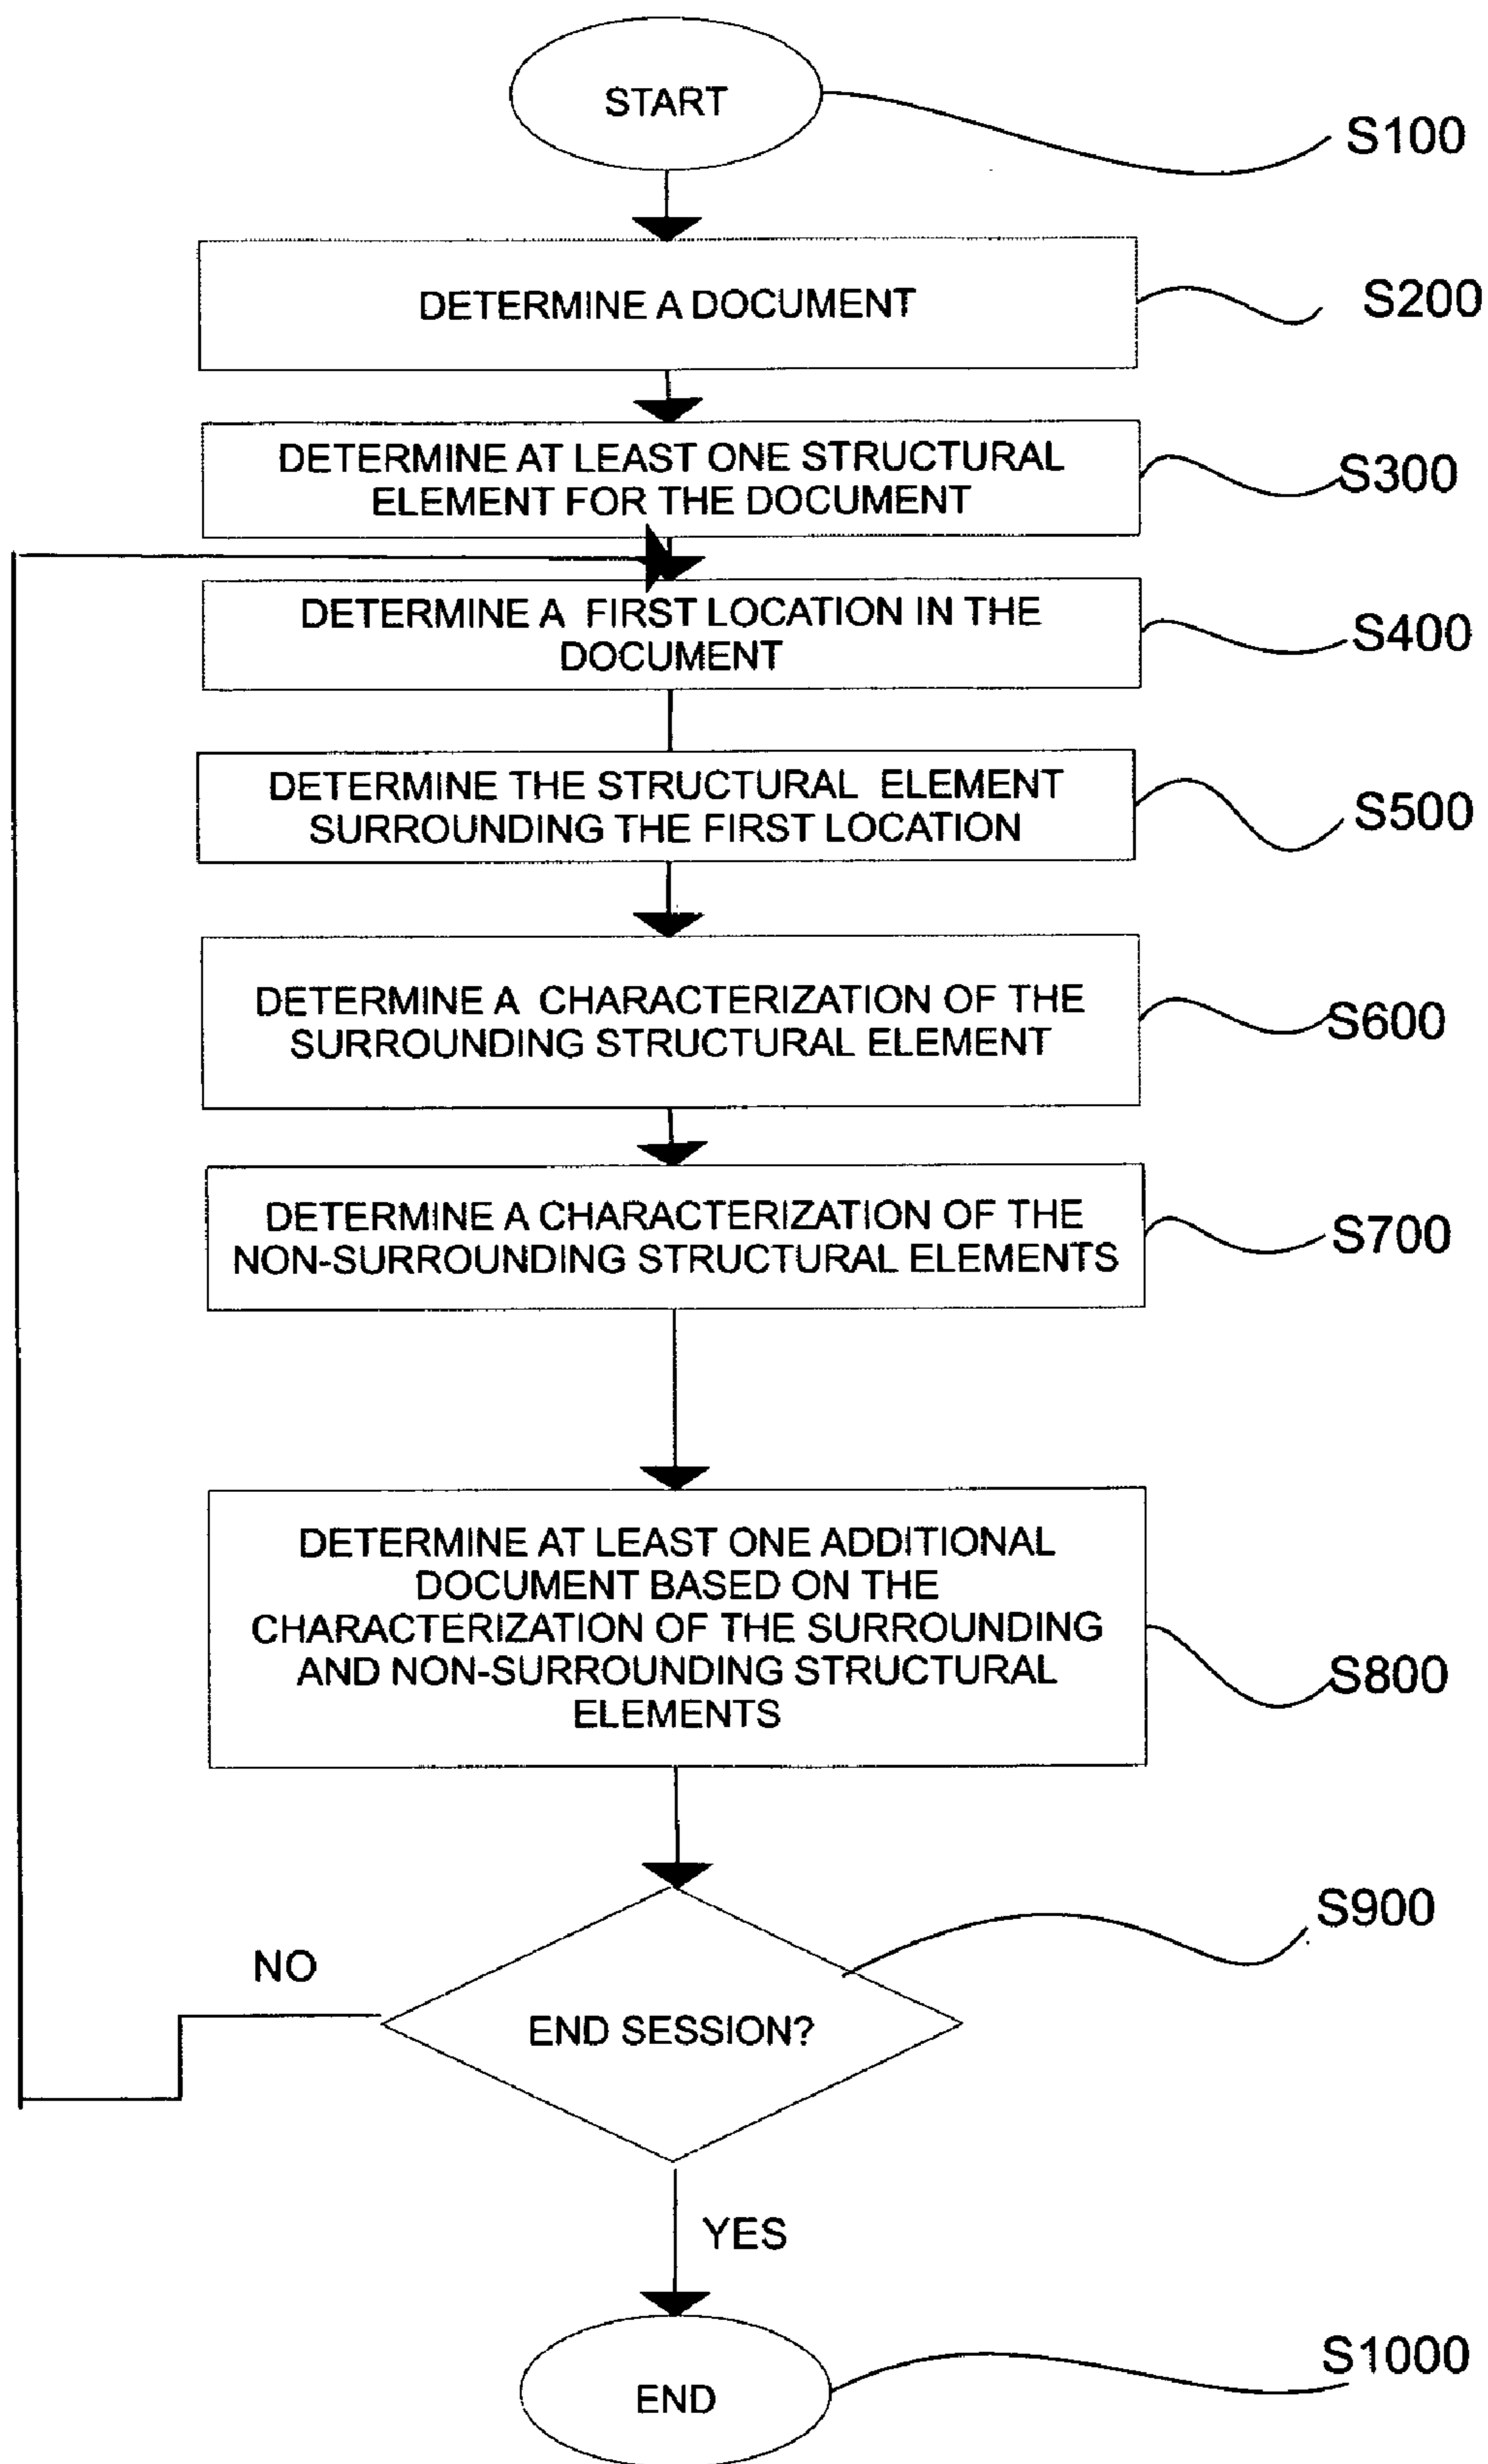 START
S100
DETERMINE A DOCUMENT
S200
DETERMINE AT LEAST ONE STRUCTURAL
ELEMENT FOR THE DOCUMENT
S300
DETERMINE A FIRST LOCATION IN THE
DOCUMENT
S400
DETERMINE THE STRUCTURAL ELEMENT
SURROUNDING THE FIRST LOCATION
S500
DETERMINE A CHARACTERIZATION OF THE
SURROUNDING STRUCTURAL ELEMENT
S600
DETERMINE A CHARACTERIZATION OF THE
NON-SURROUNDING STRUCTURAL ELEMENTS
S700
DETERMINE AT LEAST ONE ADDITIONAL
DOCUMENT BASED ON THE
CHARACTERIZATION OF THE SURROUNDING
AND NON-SURROUNDING STRUCTURAL
ELEMENTS
S800
S900
NO
END SESSION?
YES
S1000
END